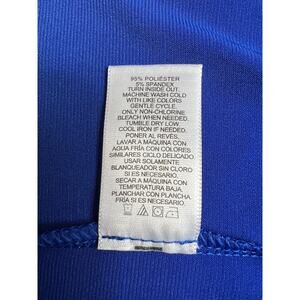 95% POLIÉSTER
5% SPANDEX
TURN INSIDE OUT.
MACHINE WASH COLD
WITH LIKE COLORS
GENTLE CYCLE.
ONLY NON-CHLORINE
BLEACH WHEN NEEDED.
TUMBLE DRY LOW
COOL IRON IF NEEDED.
PONER AL REVÉS.
LAVAR A MÁQUINA CON
AGUA FRÍA CON COLORES
SIMILARES CICLO DELICADO
USAR SOLAMENTE
BLANQUEADOR SIN CLORO
SI ES NECESARIO.
SECAR A MÁQUINA CON
TEMPERATURA BAJA.
PLANCHAR CON PLANCHA
FRÍA SI ES NECESARIO.